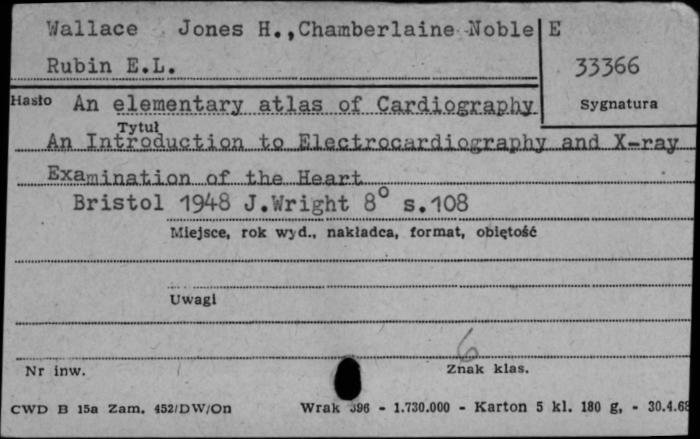 Wallace Jones H.,Chamberlaine Noble E
Rubin E.L. 33366
Hasło An elementary atlas of Cardiography Sygnatura
Tytuł
An Introduction to Electrocardiography and X-ray
Examination of the Heart
Bristol 1948 J.Wright 8° s.108
Miejsce, rok wyd., nakładca, format, objętość
Uwagi
6
Nr inw. Znak klas.
CWD B 15a Zam. 452/DW/On Wrak 396 - 1.730.000 - Karton 5 kl. 180 g, - 30.4.68